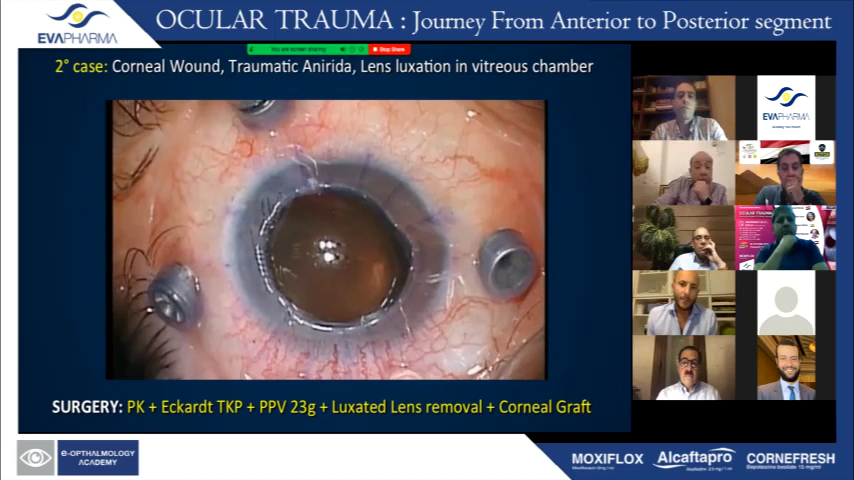 EVAPHARMA
OCULAR TRAUMA : Journey From Anterior to Posterior segment
You are screen sharing
Stop Share
2° case: Corneal Wound, Traumatic Anirida, Lens luxation in vitreous chamber
EVAPHARMA
OCULAR TRAUMA
SURGERY: PK + Eckardt TKP + PPV 23g + Luxated Lens removal + Corneal Graft
e-OPTHALMOLOGY
ACADEMY
MOXIFLOX
Alcaftapro
CORNEFRESH